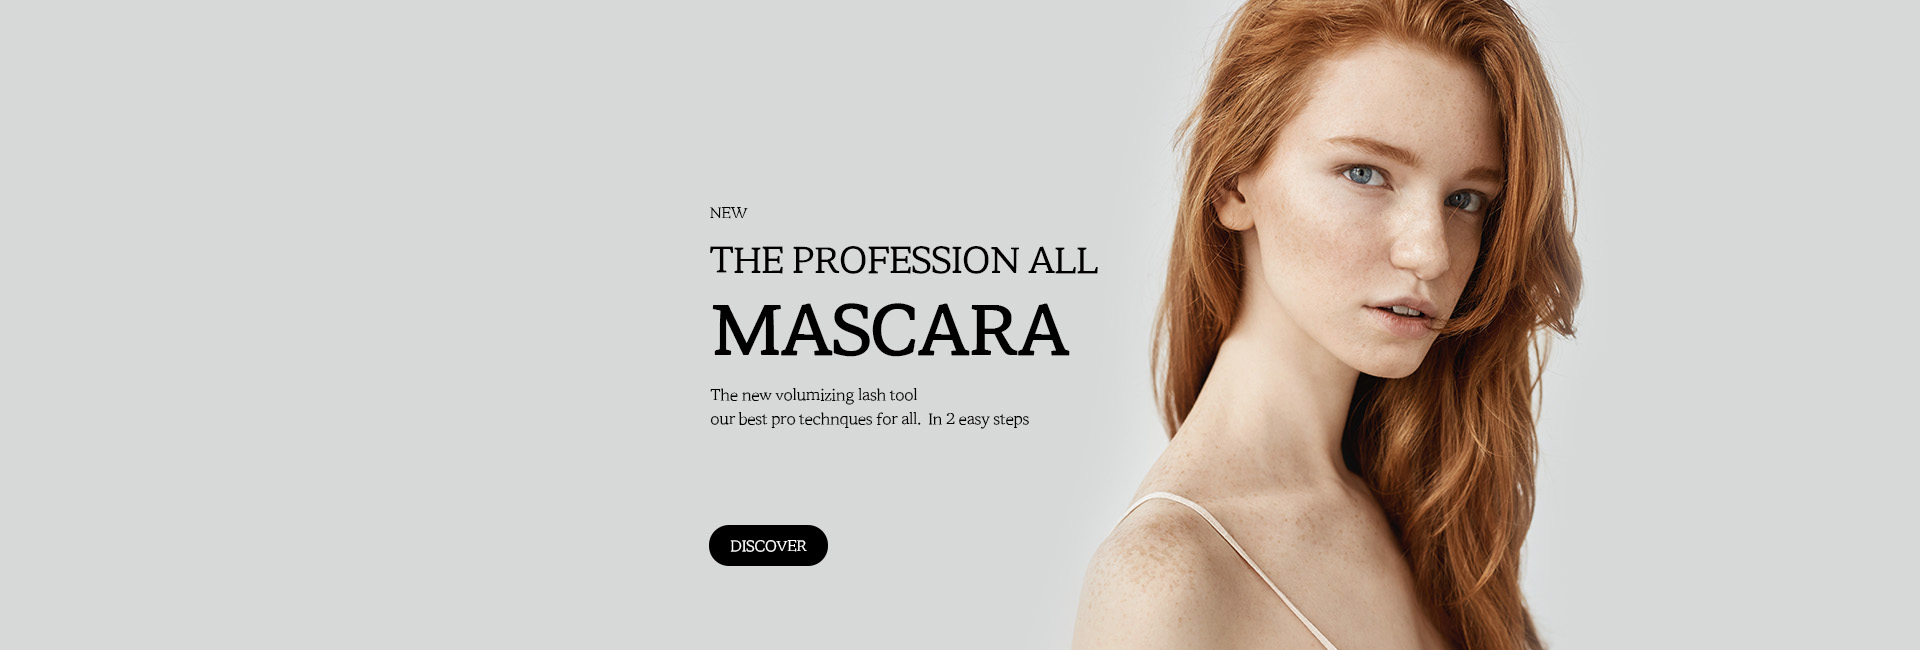 NEW
THE PROFESSION ALL
MASCARA
The new volumizing lash tool
our best pro technques for all. In 2 easy steps
DISCOVER